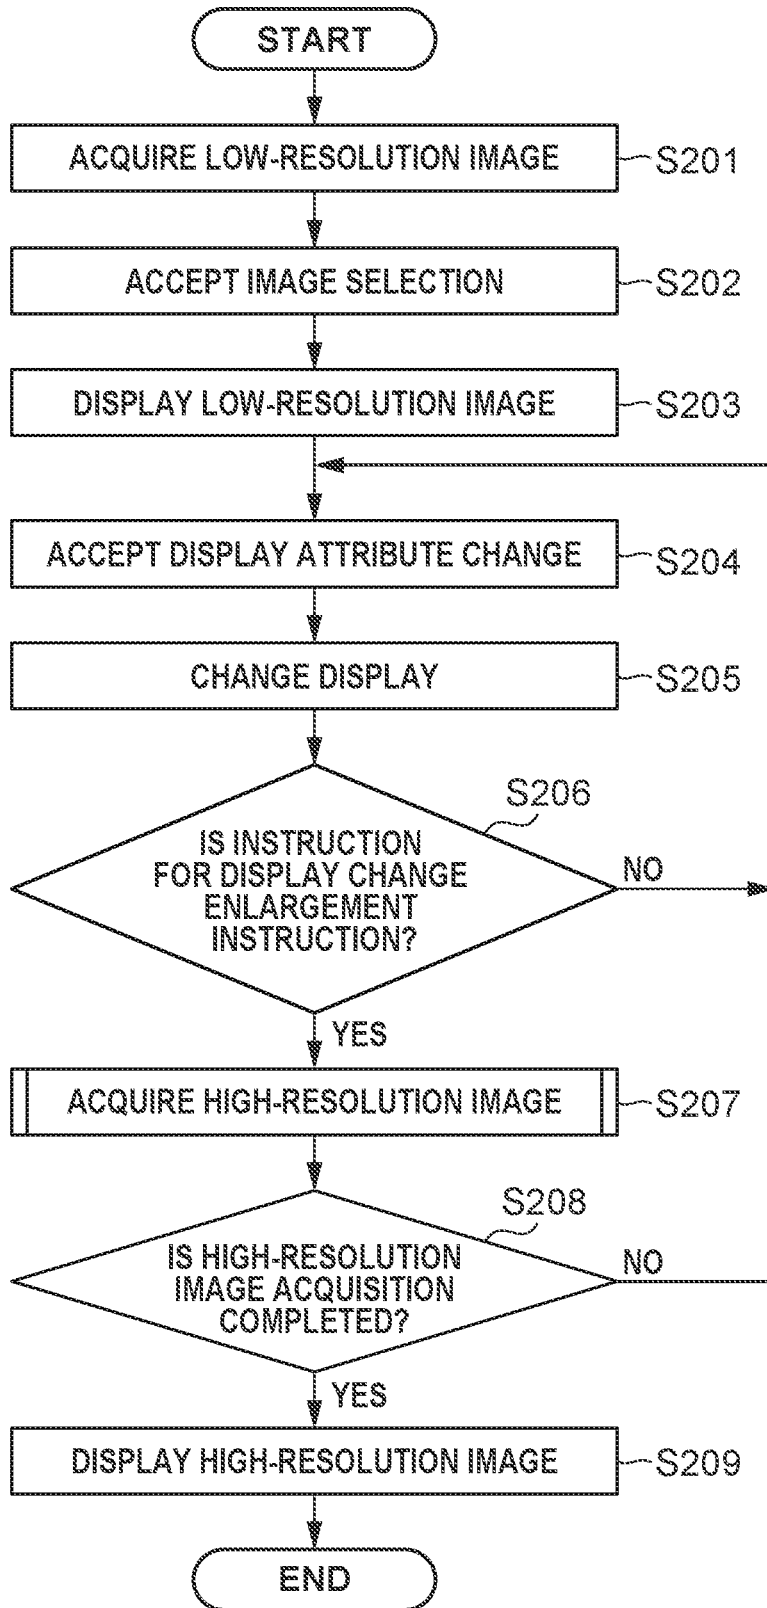 START
ACQUIRE LOW-RESOLUTION IMAGE
S201
ACCEPT IMAGE SELECTION
S202
DISPLAY LOW-RESOLUTION IMAGE
S203
ACCEPT DISPLAY ATTRIBUTE CHANGE
S204
CHANGE DISPLAY
S205
S206
IS INSTRUCTION
FOR DISPLAY CHANGE
ENLARGEMENT
INSTRUCTION?
NO
YES
ACQUIRE HIGH-RESOLUTION IMAGE
S207
S208
IS HIGH-RESOLUTION
IMAGE ACQUISITION
COMPLETED?
NO
YES
DISPLAY HIGH-RESOLUTION IMAGE
S209
END